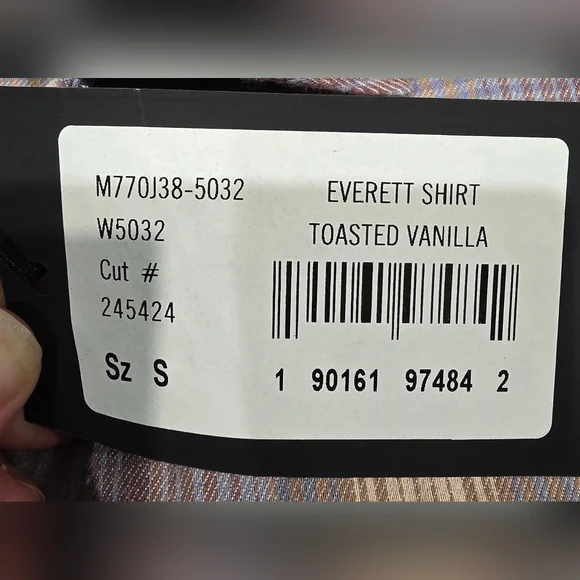 M770J38-5032
W5032
Cut #
245424
Sz S
EVERETT SHIRT
TOASTED VANILLA
1 90161 97484 2